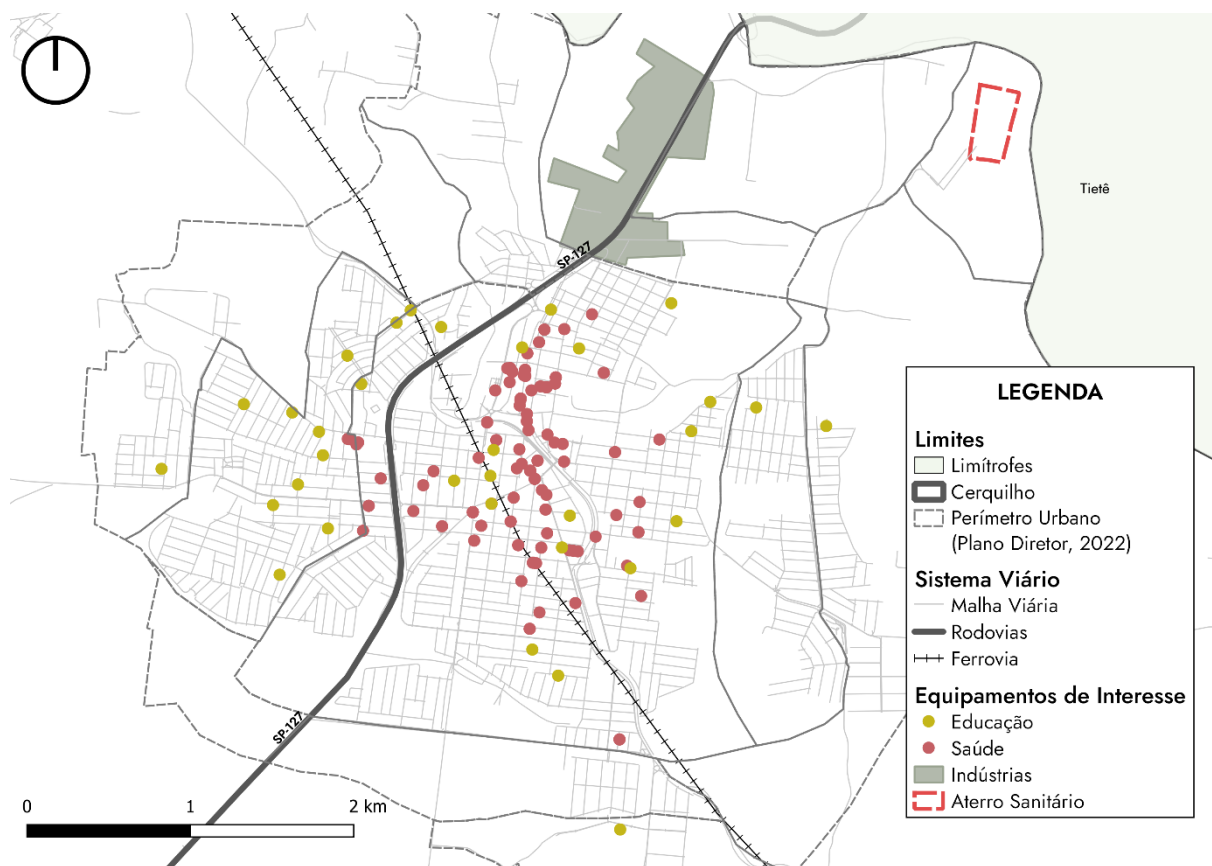 SP-127
Tietê
SP-127
0 1 2 km
LEGENDA
Limites
Limítrofes
Cerquilho
Perímetro Urbano
(Plano Diretor, 2022)
Sistema Viário
Malha Viária
Rodovias
Ferrovia
Equipamentos de Interesse
Educação
Saúde
Indústrias
Aterro Sanitário